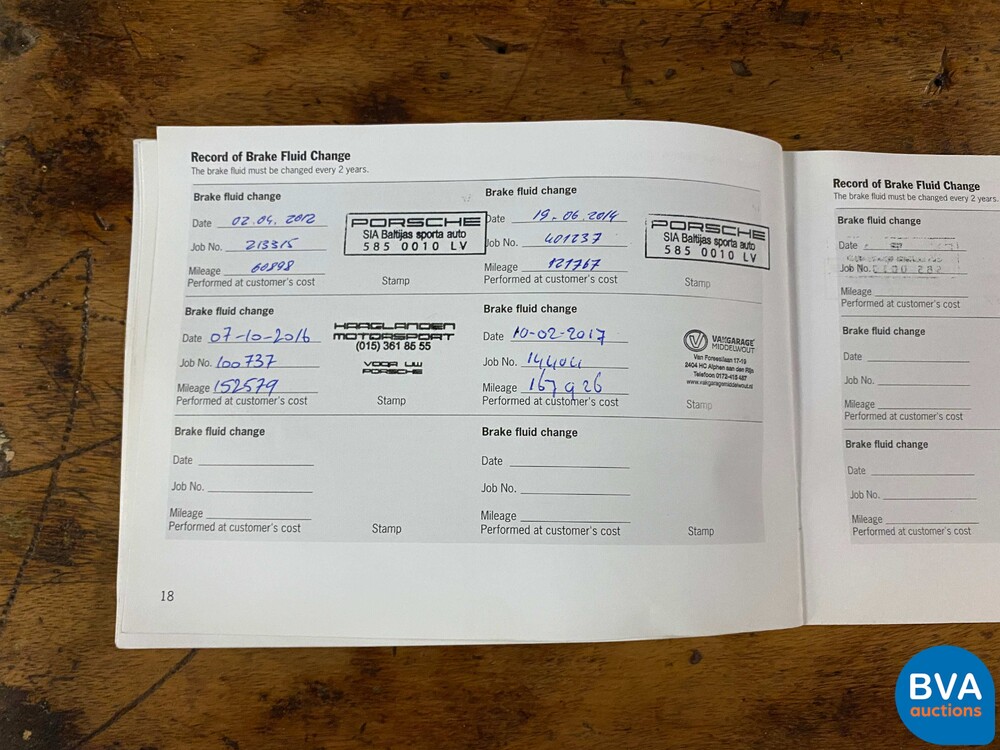 Record of Brake Fluid Change
The brake fluid must be changed every 2 years.
Brake fluid change
Date 02.04.2012
Job No. 213315
Mileage 60898
Performed at customer's cost
PORSCHE
SIA Baltijas sporta auto
585 0010 LV
Stamp
Brake fluid change
Date 19.06.2014
Job No. 401237
Mileage 121767
Performed at customer's cost
PORSCHE
SIA Baltijas sporta auto
585 0010 LV
Stamp
Brake fluid change
Date 07-10-2016
Job No. 100737
Mileage 152579
Performed at customer's cost
HAAGLANDEN
MOTORSPORT
(015) 361 85 55
VOOR UW
PORSCHE
Stamp
Brake fluid change
Date 10-02-2017
Job No.
Mileage 167926
Performed at customer's cost
VAKGARAGE
MIDDELWOUT
Van Foreestlaan 17-19
2404 HC Alphen aan den Rijn
Telefoon 0172-415 487
www.vakgaragemiddelwout.nl
Stamp
Brake fluid change
Date
Job No.
Mileage
Performed at customer's cost
Stamp
Brake fluid change
Date
Job No.
Mileage
Performed at customer's cost
Stamp
18
Record of Brake Fluid Change
The brake fluid must be changed every 2 years.
Brake fluid change
Date
Job No.
Mileage
Performed at customer's cost
Brake fluid change
Date
Job No.
Mileage
Performed at customer's cost
Brake fluid change
Date
Job No.
Mileage
Performed at customer's cost
BVA
auctions